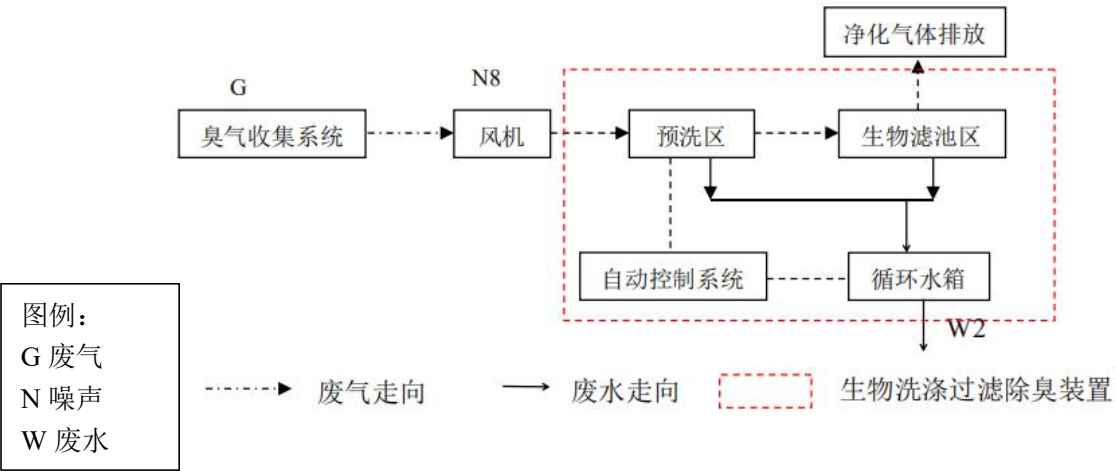 净化气体排放
G
N8
臭气收集系统
风机
预洗区
生物滤池区
自动控制系统
循环水箱
W2
图例：
G 废气
N 噪声
W 废水
废气走向
废水走向
生物洗涤过滤除臭装置